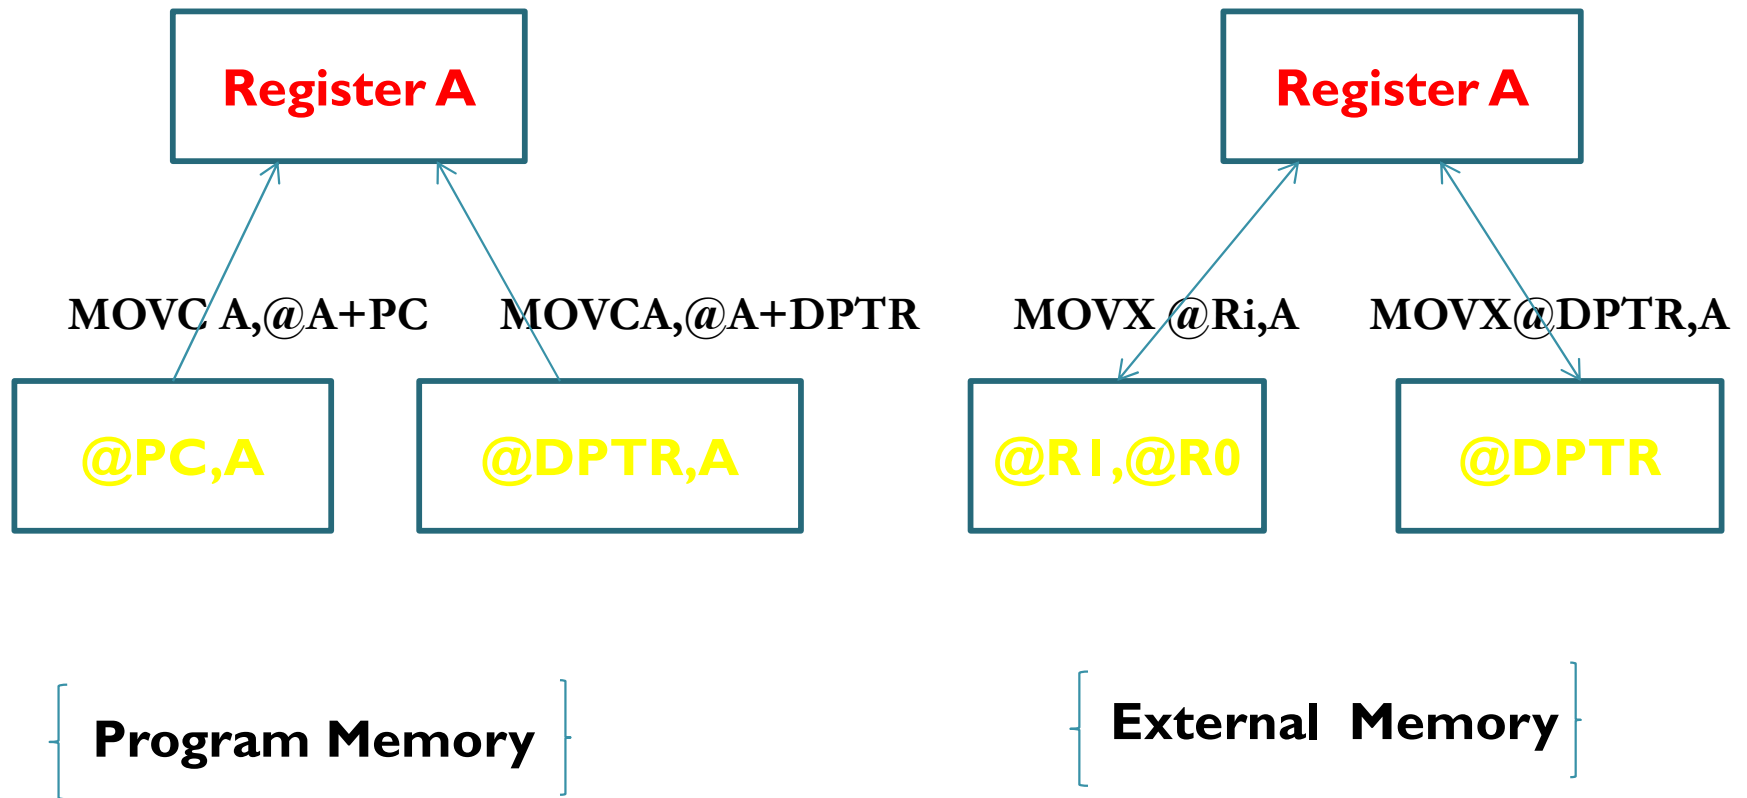 Register A
Register A
MOVC A,@A+PC
MOVCA,@A+DPTR
MOVX @Ri,A
MOVX@DPTR,A
@PC,A
@DPTR,A
@R1,@R0
@DPTR
Program Memory
External Memory